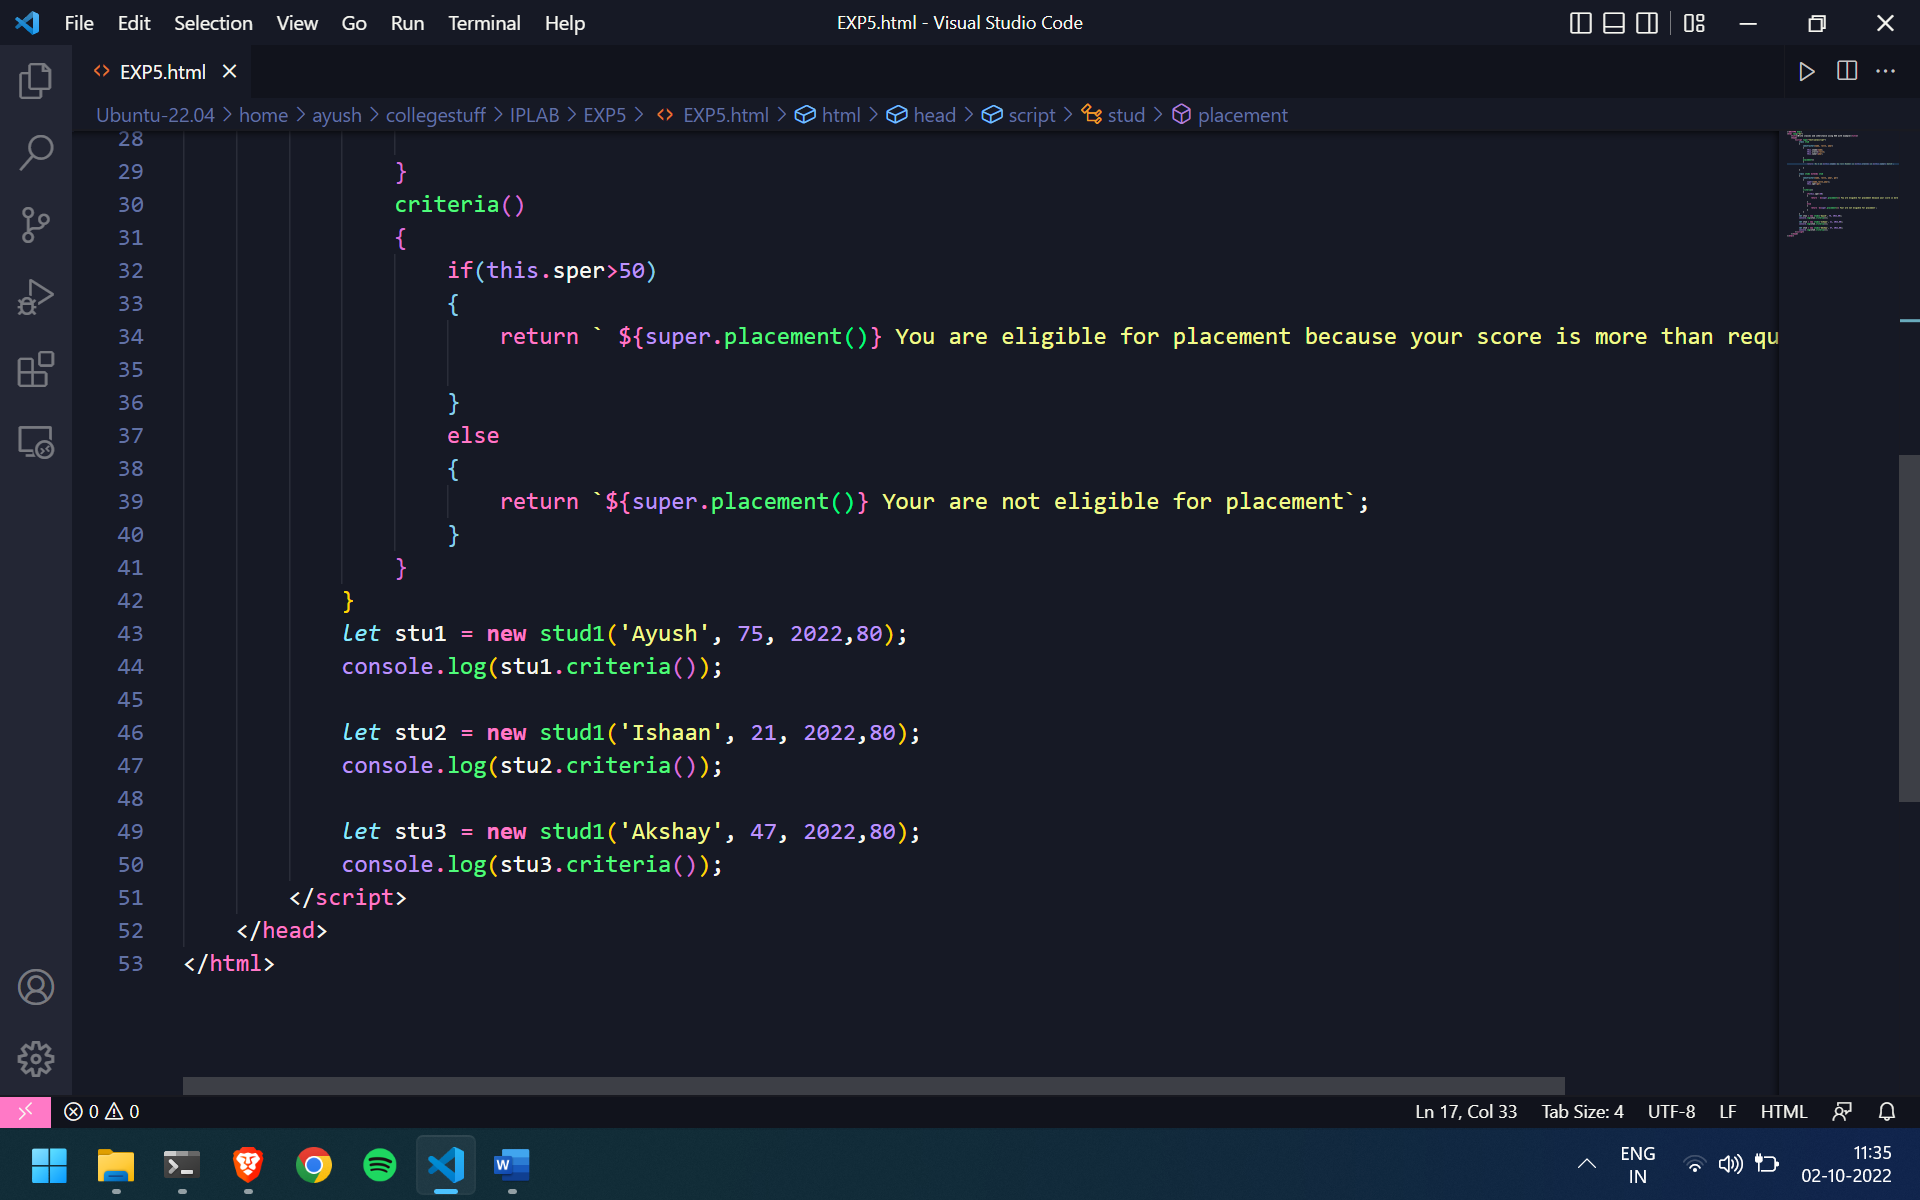 File Edit Selection View Go Run Terminal Help EXP5.html - Visual Studio Code
EXP5.html
Ubuntu-22.04 > home > ayush > collegestuff > IPLAB > EXP5 > EXP5.html > html > head > script > stud > placement
28
29 }
30 criteria()
31 {
32 if(this.sper>50)
33 {
34 return ` ${super.placement()} You are eligible for placement because your score is more than requ
35
36 }
37 else
38 {
39 return `${super.placement()} Your are not eligible for placement`;
40 }
41 }
42 }
43 let stu1 = new stud1('Ayush', 75, 2022,80);
44 console.log(stu1.criteria());
45
46 let stu2 = new stud1('Ishaan', 21, 2022,80);
47 console.log(stu2.criteria());
48
49 let stu3 = new stud1('Akshay', 47, 2022,80);
50 console.log(stu3.criteria());
51 </script>
52 </head>
53 </html>
0 0 Ln 17, Col 33 Tab Size: 4 UTF-8 LF HTML
ENG 11:35
IN 02-10-2022